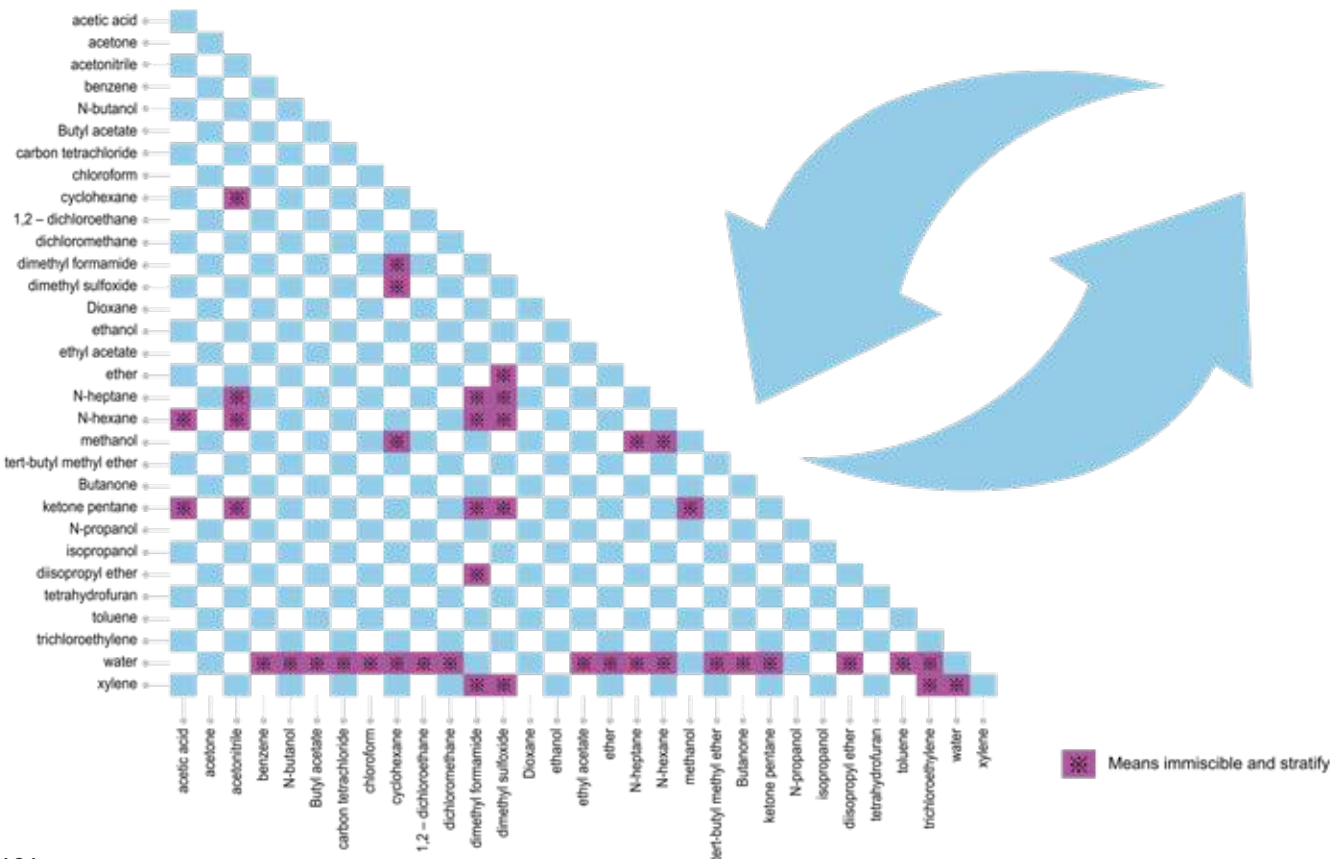 acetic acid
acetone
acetonitrile
benzene
N-butanol
Butyl acetate
carbon tetrachloride
chloroform
cyclohexane
1,2 – dichloroethane
dichloromethane
dimethyl formamide
dimethyl sulfoxide
Dioxane
ethanol
ethyl acetate
ether
N-heptane
N-hexane
methanol
tert-butyl methyl ether
Butanone
ketone pentane
N-propanol
isopropanol
diisopropyl ether
tetrahydrofuran
toluene
trichloroethylene
water
xylene
acetic acid
acetone
acetonitrile
benzene
N-butanol
Butyl acetate
carbon tetrachloride
chloroform
cyclohexane
1,2 – dichloroethane
dichloromethane
dimethyl formamide
dimethyl sulfoxide
Dioxane
ethanol
ethyl acetate
ether
N-heptane
N-hexane
methanol
tert-butyl methyl ether
Butanone
ketone pentane
N-propanol
isopropanol
diisopropyl ether
tetrahydrofuran
toluene
trichloroethylene
water
xylene
Means immiscible and stratify